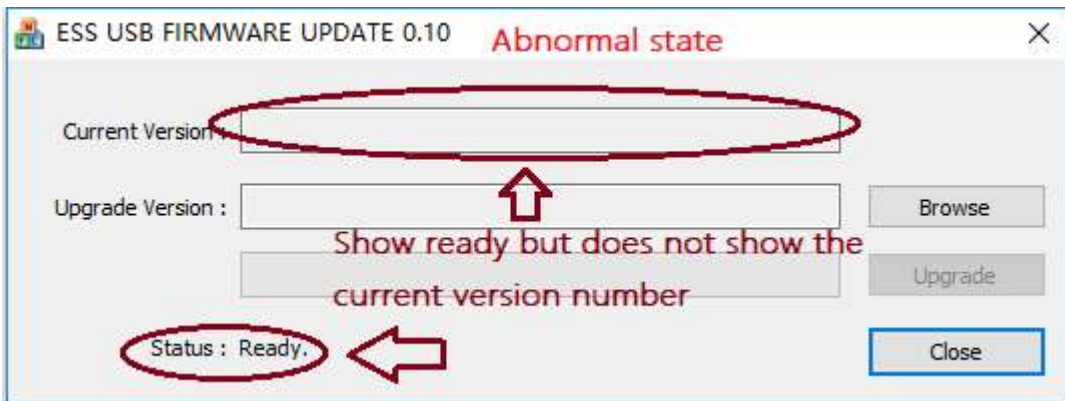 ESS USB FIRMWARE UPDATE 0.10
Abnormal state
Current Version :
Upgrade Version :
Browse
Show ready but does not show the
current version number
Upgrade
Status : Ready.
Close